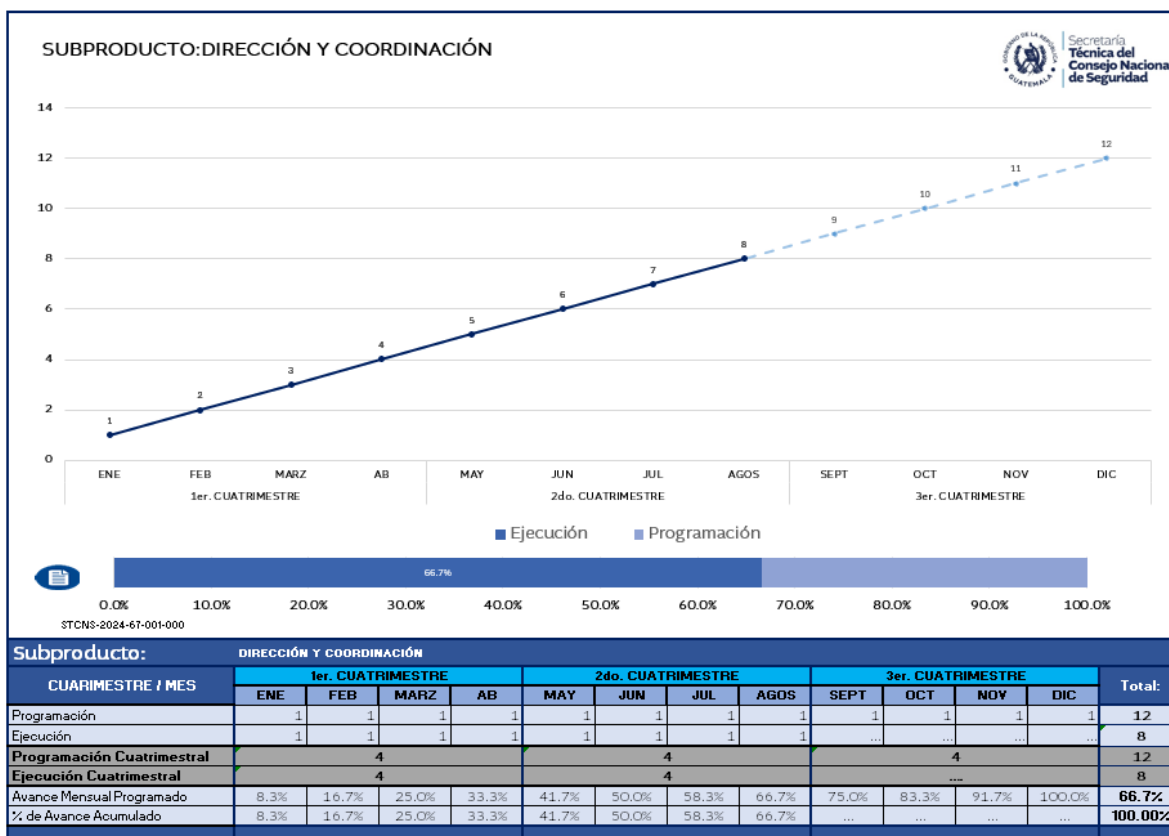 SUBPRODUCTO:DIRECCIÓN Y COORDINACIÓN
GOBIERNO DE LA REPÚBLICA
GUATEMALA
Secretaría
Técnica del
Consejo Naciona
de Seguridad
14
12
10
8
6
4
2
0
1 2 3 4 5 6 7 8 9 10 11 12
ENE FEB MARZ AB MAY JUN JUL AGOS SEPT OCT NOV DIC
1er. CUATRIMESTRE 2do. CUATRIMESTRE 3er. CUATRIMESTRE
Ejecución Programación
66.7%
0.0% 10.0% 20.0% 30.0% 40.0% 50.0% 60.0% 70.0% 80.0% 90.0% 100.0%
STCNS-2024-67-001-000
Subproducto: DIRECCIÓN Y COORDINACIÓN
CUARIMESTRE / MES 1er. CUATRIMESTRE 2do. CUATRIMESTRE 3er. CUATRIMESTRE Total:
ENE FEB MARZ AB MAY JUN JUL AGOS SEPT OCT NOV DIC
Programación 1 1 1 1 1 1 1 1 1 1 1 1 12
Ejecución 1 1 1 1 1 1 1 1 ... ... ... ... 8
Programación Cuatrimestral 4 4 4 12
Ejecución Cuatrimestral 4 4 .... 8
Avance Mensual Programado 8.3% 16.7% 25.0% 33.3% 41.7% 50.0% 58.3% 66.7% 75.0% 83.3% 91.7% 100.0% 66.7%
% de Avance Acumulado 8.3% 16.7% 25.0% 33.3% 41.7% 50.0% 58.3% 66.7% ... ... ... ... 100.00%